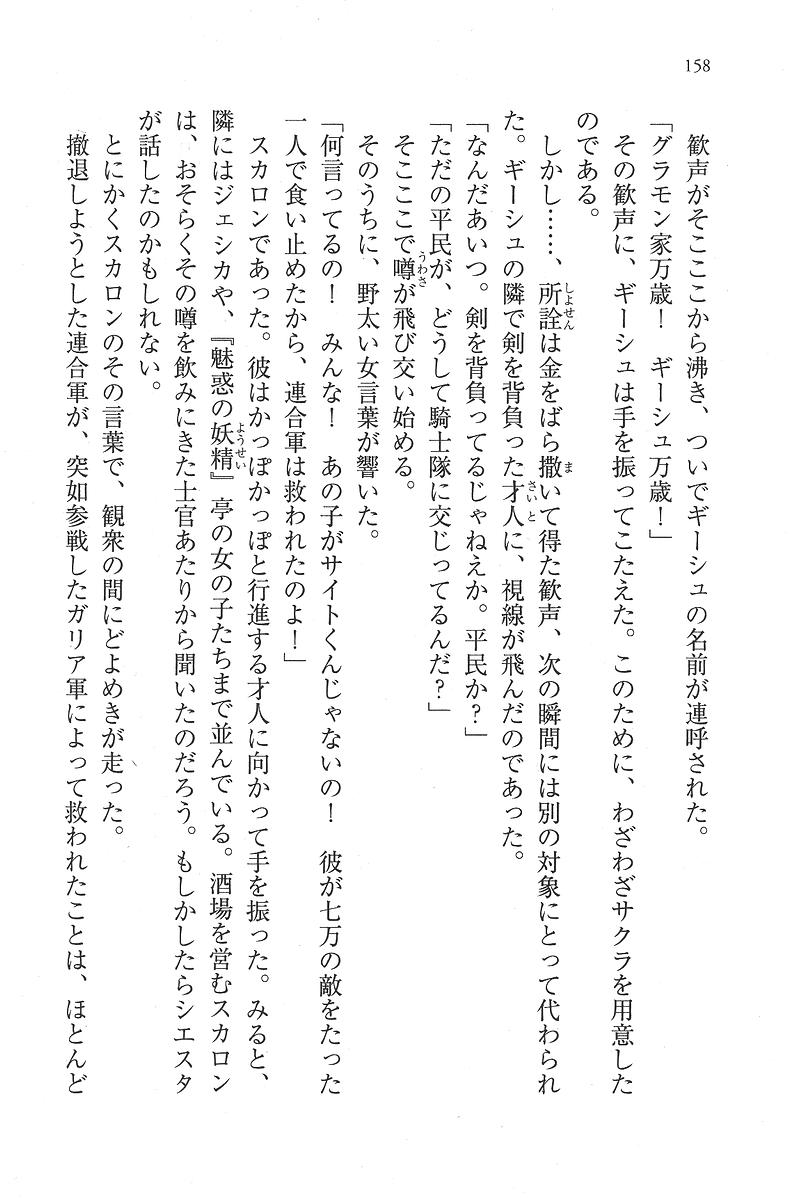 158
歓声がそこここから沸き、ついでギーシュの名前が連呼された。
「グラモン家万歳！　ギーシュ万歳！」
その歓声に、ギーシュは手を振ってこたえた。このために、わざわざサクラを用意した
のである。
しかし……、所詮は金をばら撒いて得た歓声、次の瞬間には別の対象にとって代わられ
た。ギーシュの隣で剣を背負った才人に、視線が飛んだのであった。
「なんだあいつ。剣を背負ってるじゃねえか。平民か？」
「ただの平民が、どうして騎士隊に交じってるんだ？」
そこここで噂が飛び交い始める。
そのうちに、野太い女言葉が響いた。
「何言ってるの！　みんな！　あの子がサイトくんじゃないの！　彼が七万の敵をたった
一人で食い止めたから、連合軍は救われたのよ！」
スカロンであった。彼はかっぽかっぽと行進する才人に向かって手を振った。みると、
隣にはジェシカや、『魅惑の妖精』亭の女の子たちまで並んでいる。酒場を営むスカロン
は、おそらくその噂を飲みにきた士官あたりから聞いたのだろう。もしかしたらシエスタ
が話したのかもしれない。
とにかくスカロンのその言葉で、観衆の間にどよめきが走った。
撤退しようとした連合軍が、突如参戦したガリア軍によって救われたことは、ほとんど